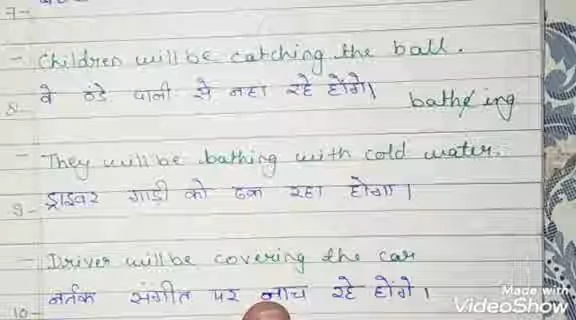 7-
- Children will be catching the ball.
8- वे ठंडे पानी से नहा रहे होंगे। bathe ing
- They will be bathing with cold water.
9- ड्राइवर गाड़ी को ढक रहा होगा।
- Driver will be covering the car
10- नर्तक संगीत पर नाच रहे होंगे।
Made with
VideoShow